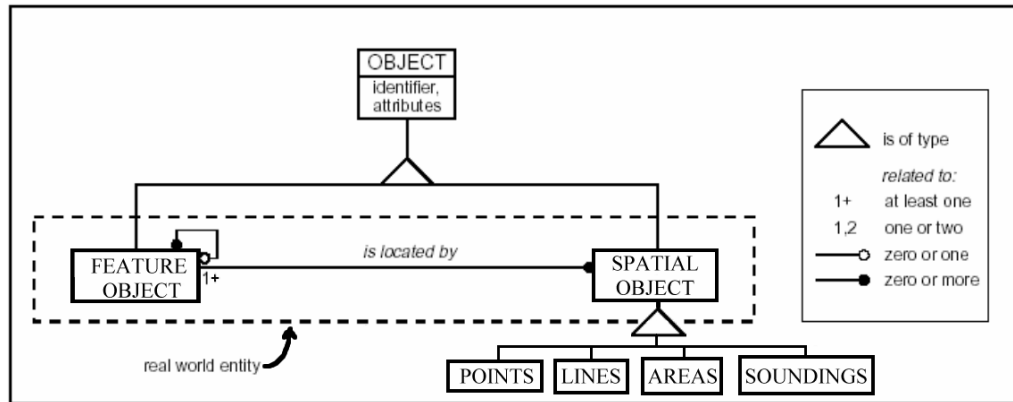 OBJECT
identifier,
attributes
is of type
related to:
1+ at least one
1,2 one or two
zero or one
zero or more
FEATURE
OBJECT
1+
is located by
SPATIAL
OBJECT
real world entity
POINTS
LINES
AREAS
SOUNDINGS